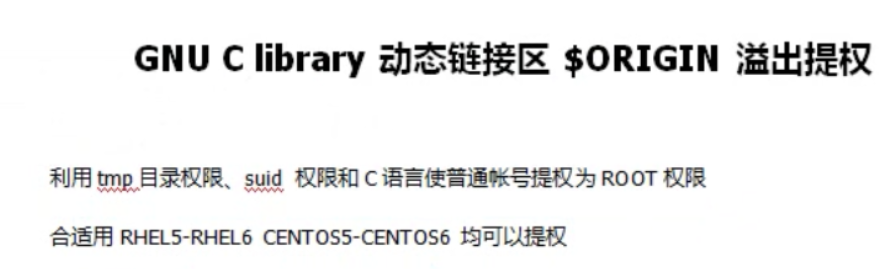 GNU C library 动态链接区 $ORIGIN 溢出提权
利用 tmp 目录权限、suid 权限和 C 语言使普通帐号提权为 ROOT 权限
合适用 RHEL5-RHEL6 CENTOS5-CENTOS6 均可以提权